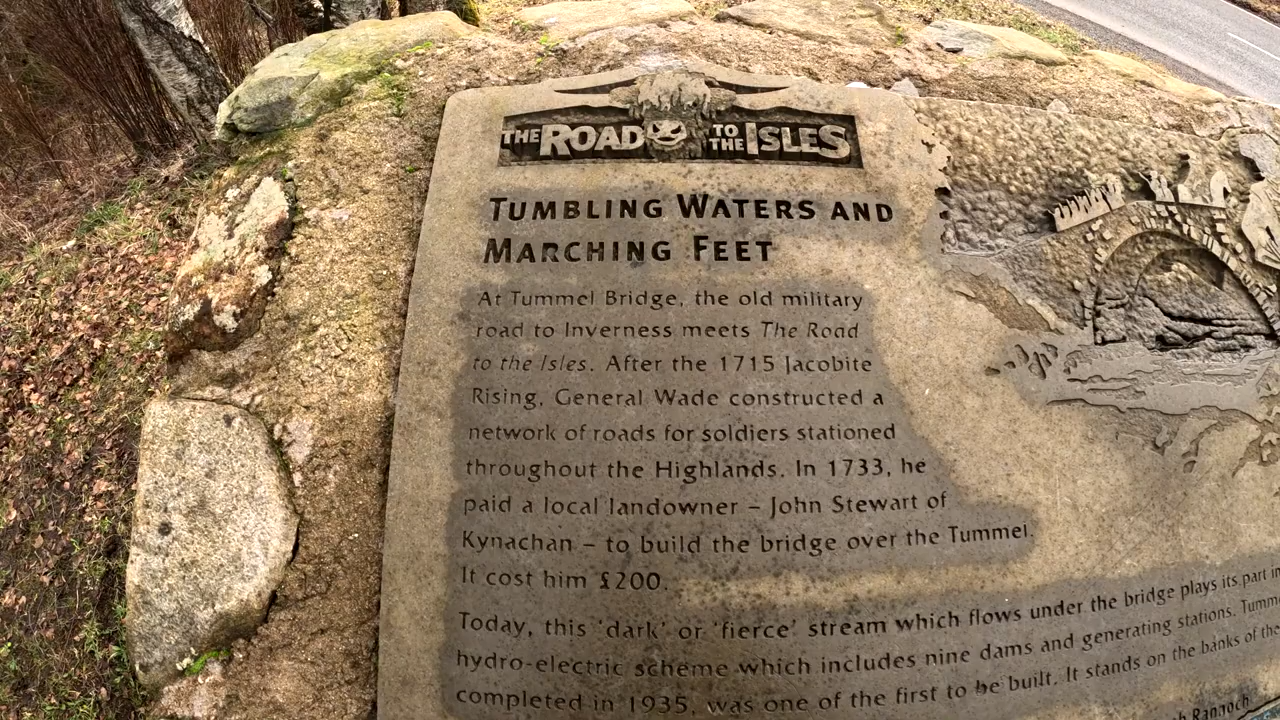 THE ROAD TO THE ISLES
TUMBLING WATERS AND
MARCHING FEET
At Tummel Bridge, the old military
road to Inverness meets The Road
to the Isles. After the 1715 Jacobite
Rising, General Wade constructed a
network of roads for soldiers stationed
throughout the Highlands. In 1733, he
paid a local landowner – John Stewart of
Kynachan – to build the bridge over the Tummel.
It cost him £200.
Today, this 'dark' or 'fierce' stream which flows under the bridge plays its part in
hydro-electric scheme which includes nine dams and generating stations.
completed in 1935, was one of the first to be built. It stands on the banks of the
Rannoch